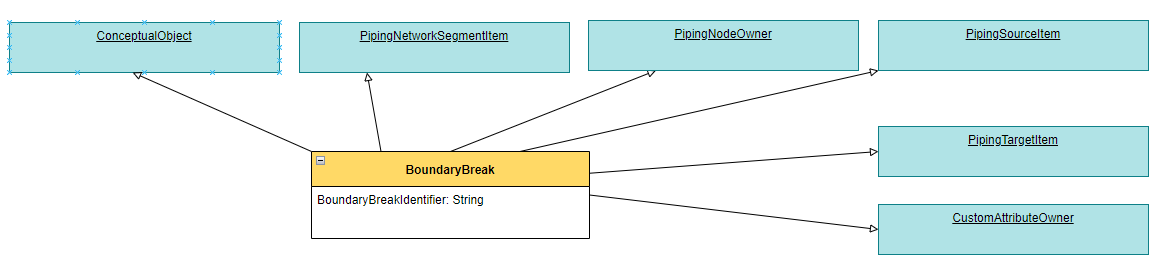 ConceptualObject
PipingNetworkSegmentItem
PipingNodeOwner
PipingSourceItem
PipingTargetItem
BoundaryBreak
BoundaryBreakIdentifier: String
CustomAttributeOwner